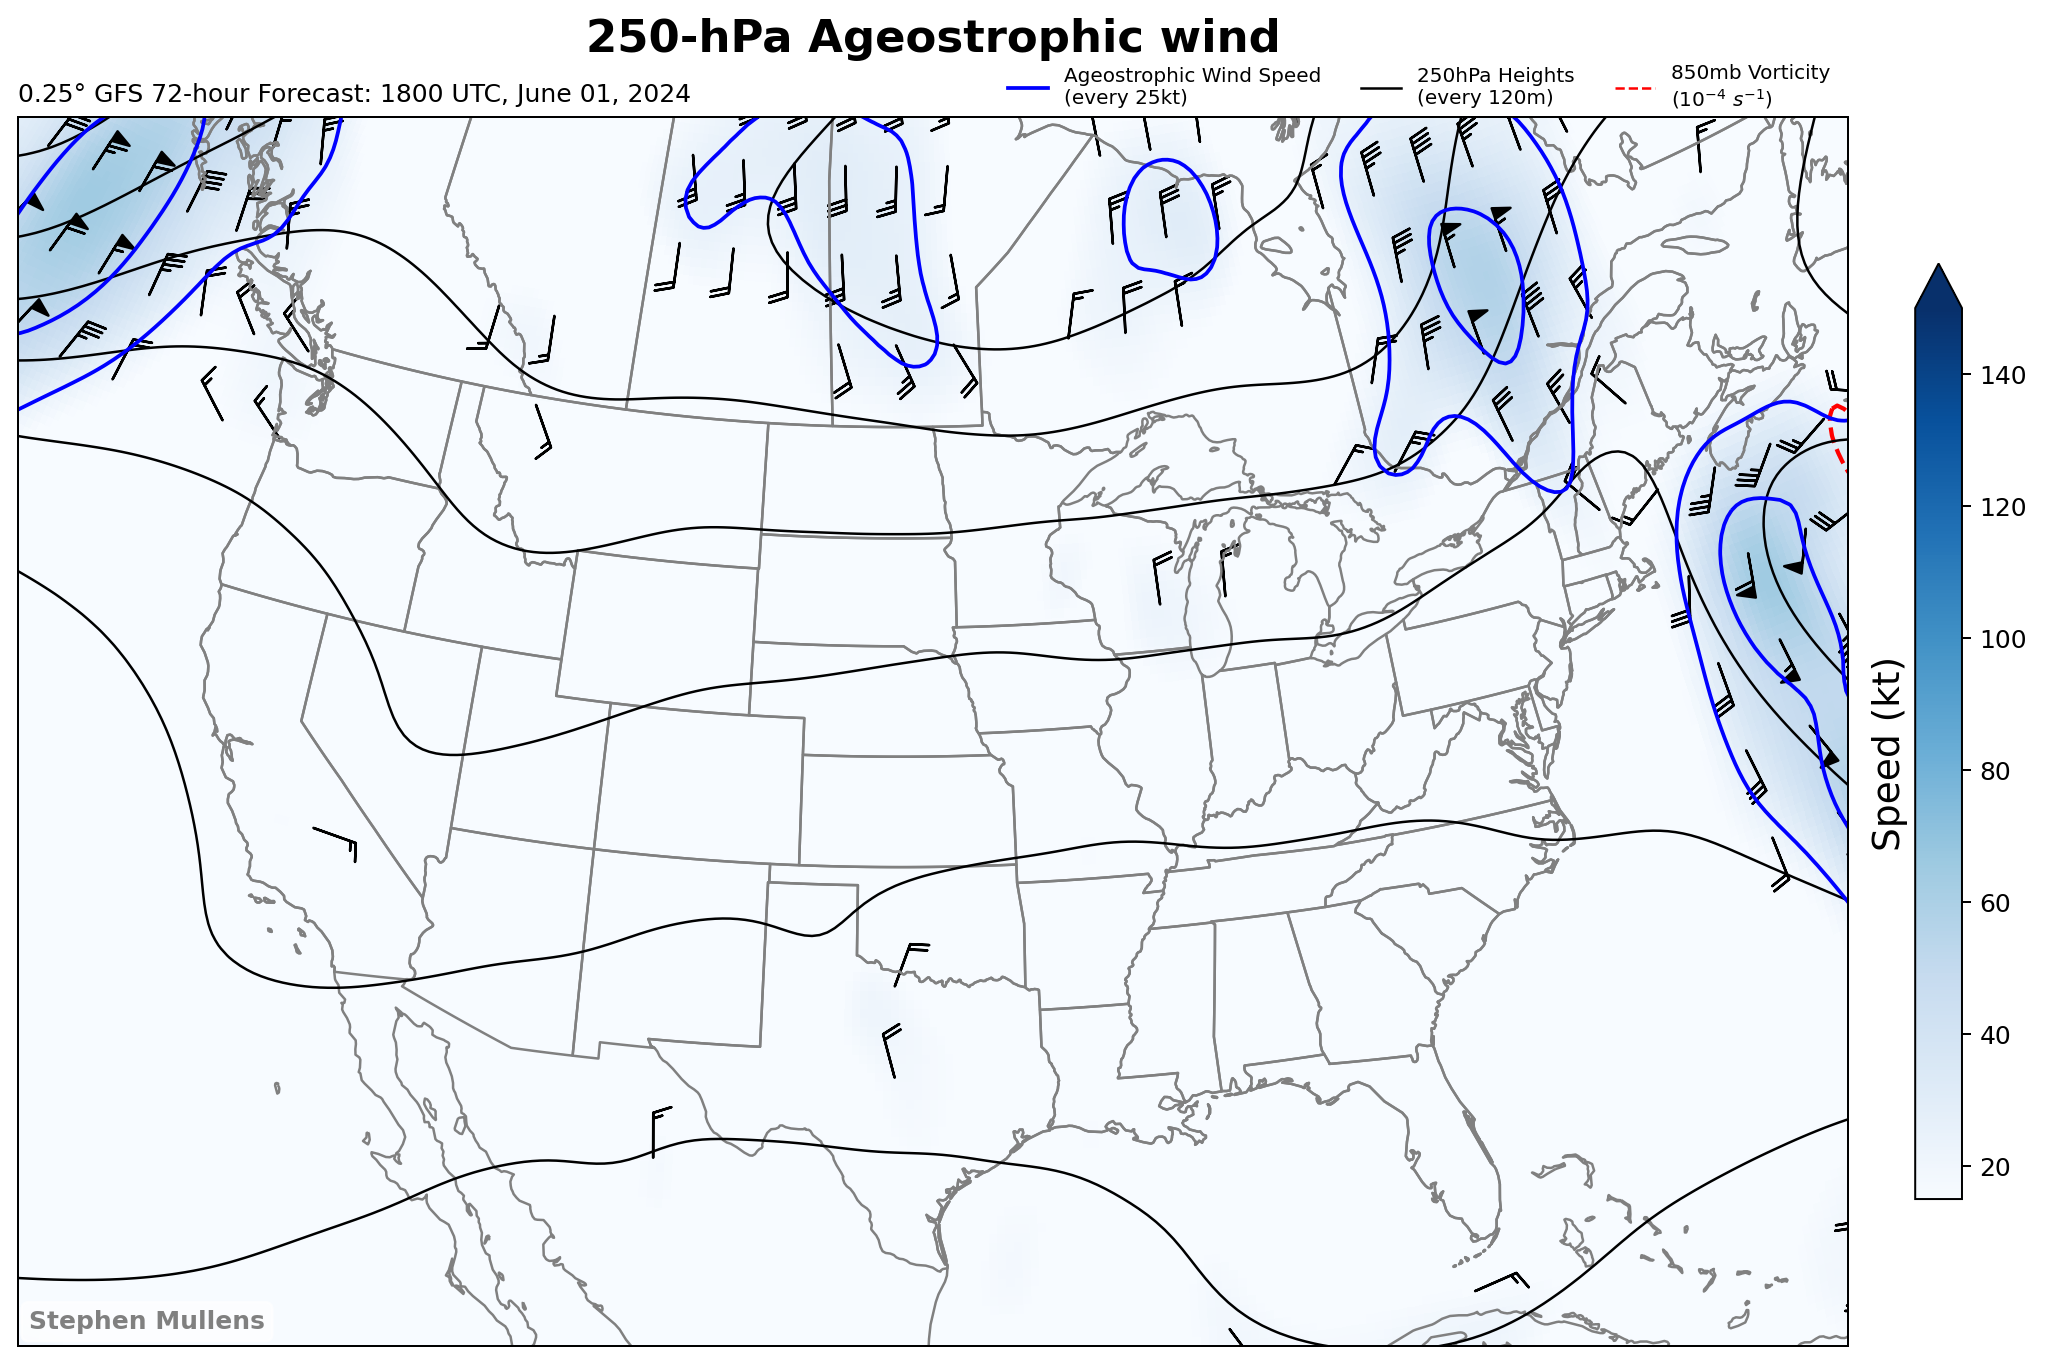 250-hPa Ageostrophic wind
0.25° GFS 72-hour Forecast: 1800 UTC, June 01, 2024
Ageostrophic Wind Speed
(every 25kt)
250hPa Heights
(every 120m)
850mb Vorticity
(10⁻⁴ s⁻¹)
140
120
100
80
60
40
20
Speed (kt)
Stephen Mullens